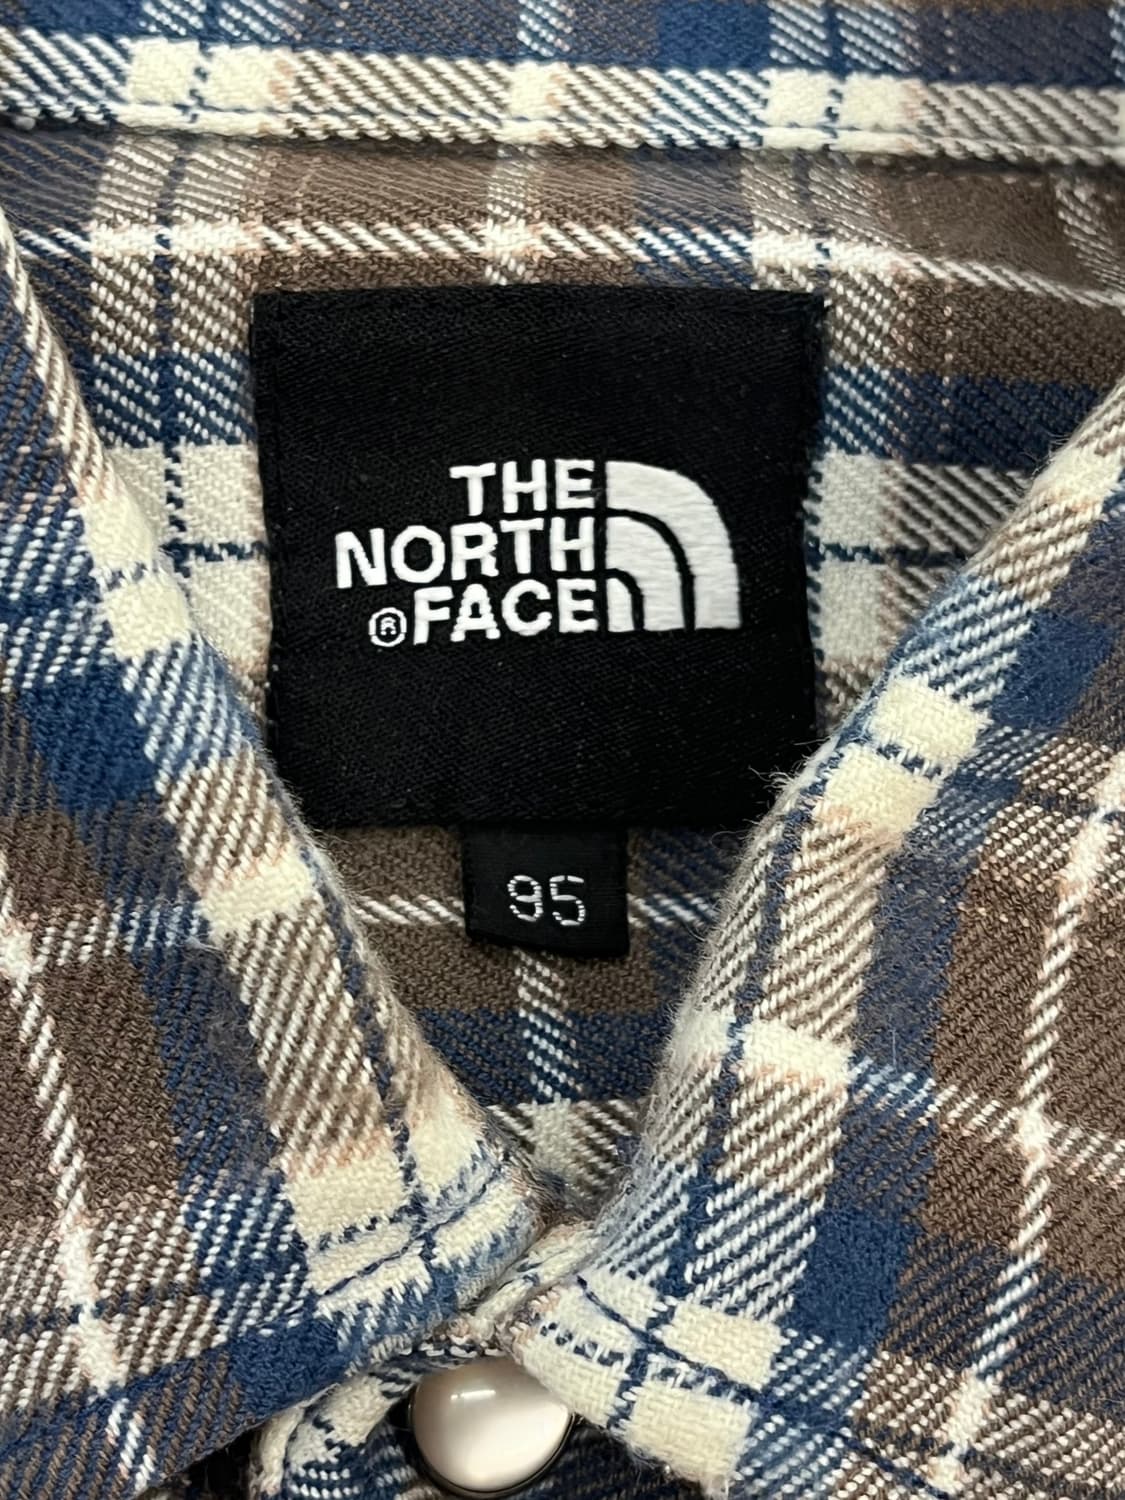 THE
NORTH
®FACE
95